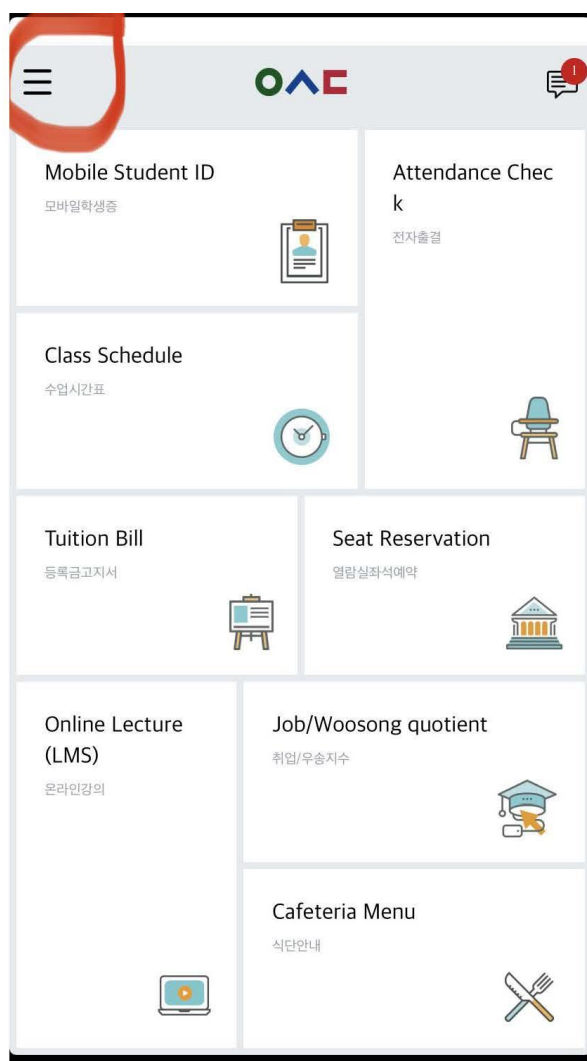 1
Mobile Student ID
모바일학생증
Attendance Chec
k
전자출결
Class Schedule
수업시간표
Tuition Bill
등록금고지서
Seat Reservation
열람실좌석예약
Online Lecture
(LMS)
온라인강의
Job/Woosong quotient
취업/우송지수
Cafeteria Menu
식단안내